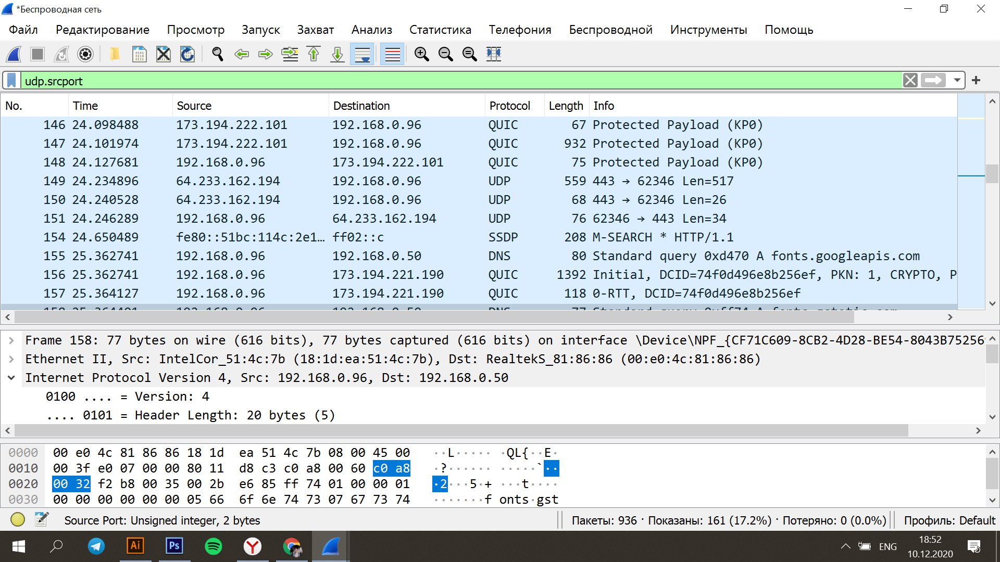 *Беспроводная сеть
Файл Редактирование Просмотр Запуск Захват Анализ Статистика Телефония Беспроводной Инструменты Помощь
udp.srcport
No. Time Source Destination Protocol Length Info
146 24.098488 173.194.222.101 192.168.0.96 QUIC 67 Protected Payload (KP0)
147 24.101974 173.194.222.101 192.168.0.96 QUIC 932 Protected Payload (KP0)
148 24.127681 192.168.0.96 173.194.222.101 QUIC 75 Protected Payload (KP0)
149 24.234896 64.233.162.194 192.168.0.96 UDP 559 443 → 62346 Len=517
150 24.240528 64.233.162.194 192.168.0.96 UDP 68 443 → 62346 Len=26
151 24.246289 192.168.0.96 64.233.162.194 UDP 76 62346 → 443 Len=34
154 24.650489 fe80::51bc:114c:2e1… ff02::c SSDP 208 M-SEARCH * HTTP/1.1
155 25.362741 192.168.0.96 192.168.0.50 DNS 80 Standard query 0xd470 A fonts.googleapis.com
156 25.362741 192.168.0.96 173.194.221.190 QUIC 1392 Initial, DCID=74f0d496e8b256ef, PKN: 1, CRYPTO, P
157 25.364127 192.168.0.96 173.194.221.190 QUIC 118 0-RTT, DCID=74f0d496e8b256ef
Frame 158: 77 bytes on wire (616 bits), 77 bytes captured (616 bits) on interface \Device\NPF_{CF71C609-8CB2-4D28-BE54-8043B75256
Ethernet II, Src: IntelCor_51:4c:7b (18:1d:ea:51:4c:7b), Dst: RealtekS_81:86:86 (00:e0:4c:81:86:86)
Internet Protocol Version 4, Src: 192.168.0.96, Dst: 192.168.0.50
0100 .... = Version: 4
.... 0101 = Header Length: 20 bytes (5)
0000 00 e0 4c 81 86 86 18 1d ea 51 4c 7b 08 00 45 00 ··L····· ·QL{··E·
0010 00 3f e0 07 00 00 80 11 d8 c3 c0 a8 00 60 c0 a8 ·?······ ·····`··
0020 00 32 f2 b8 00 35 00 2b e6 85 ff 74 01 00 00 01 ·2···5·+ ···t····
0030 00 00 00 00 00 00 05 66 6f 6e 74 73 07 67 73 74 ·······f onts·gst
Source Port: Unsigned integer, 2 bytes
Пакеты: 936 · Показаны: 161 (17.2%) · Потеряно: 0 (0.0%)
Профиль: Default
Ai Ps
ENG
18:52
10.12.2020